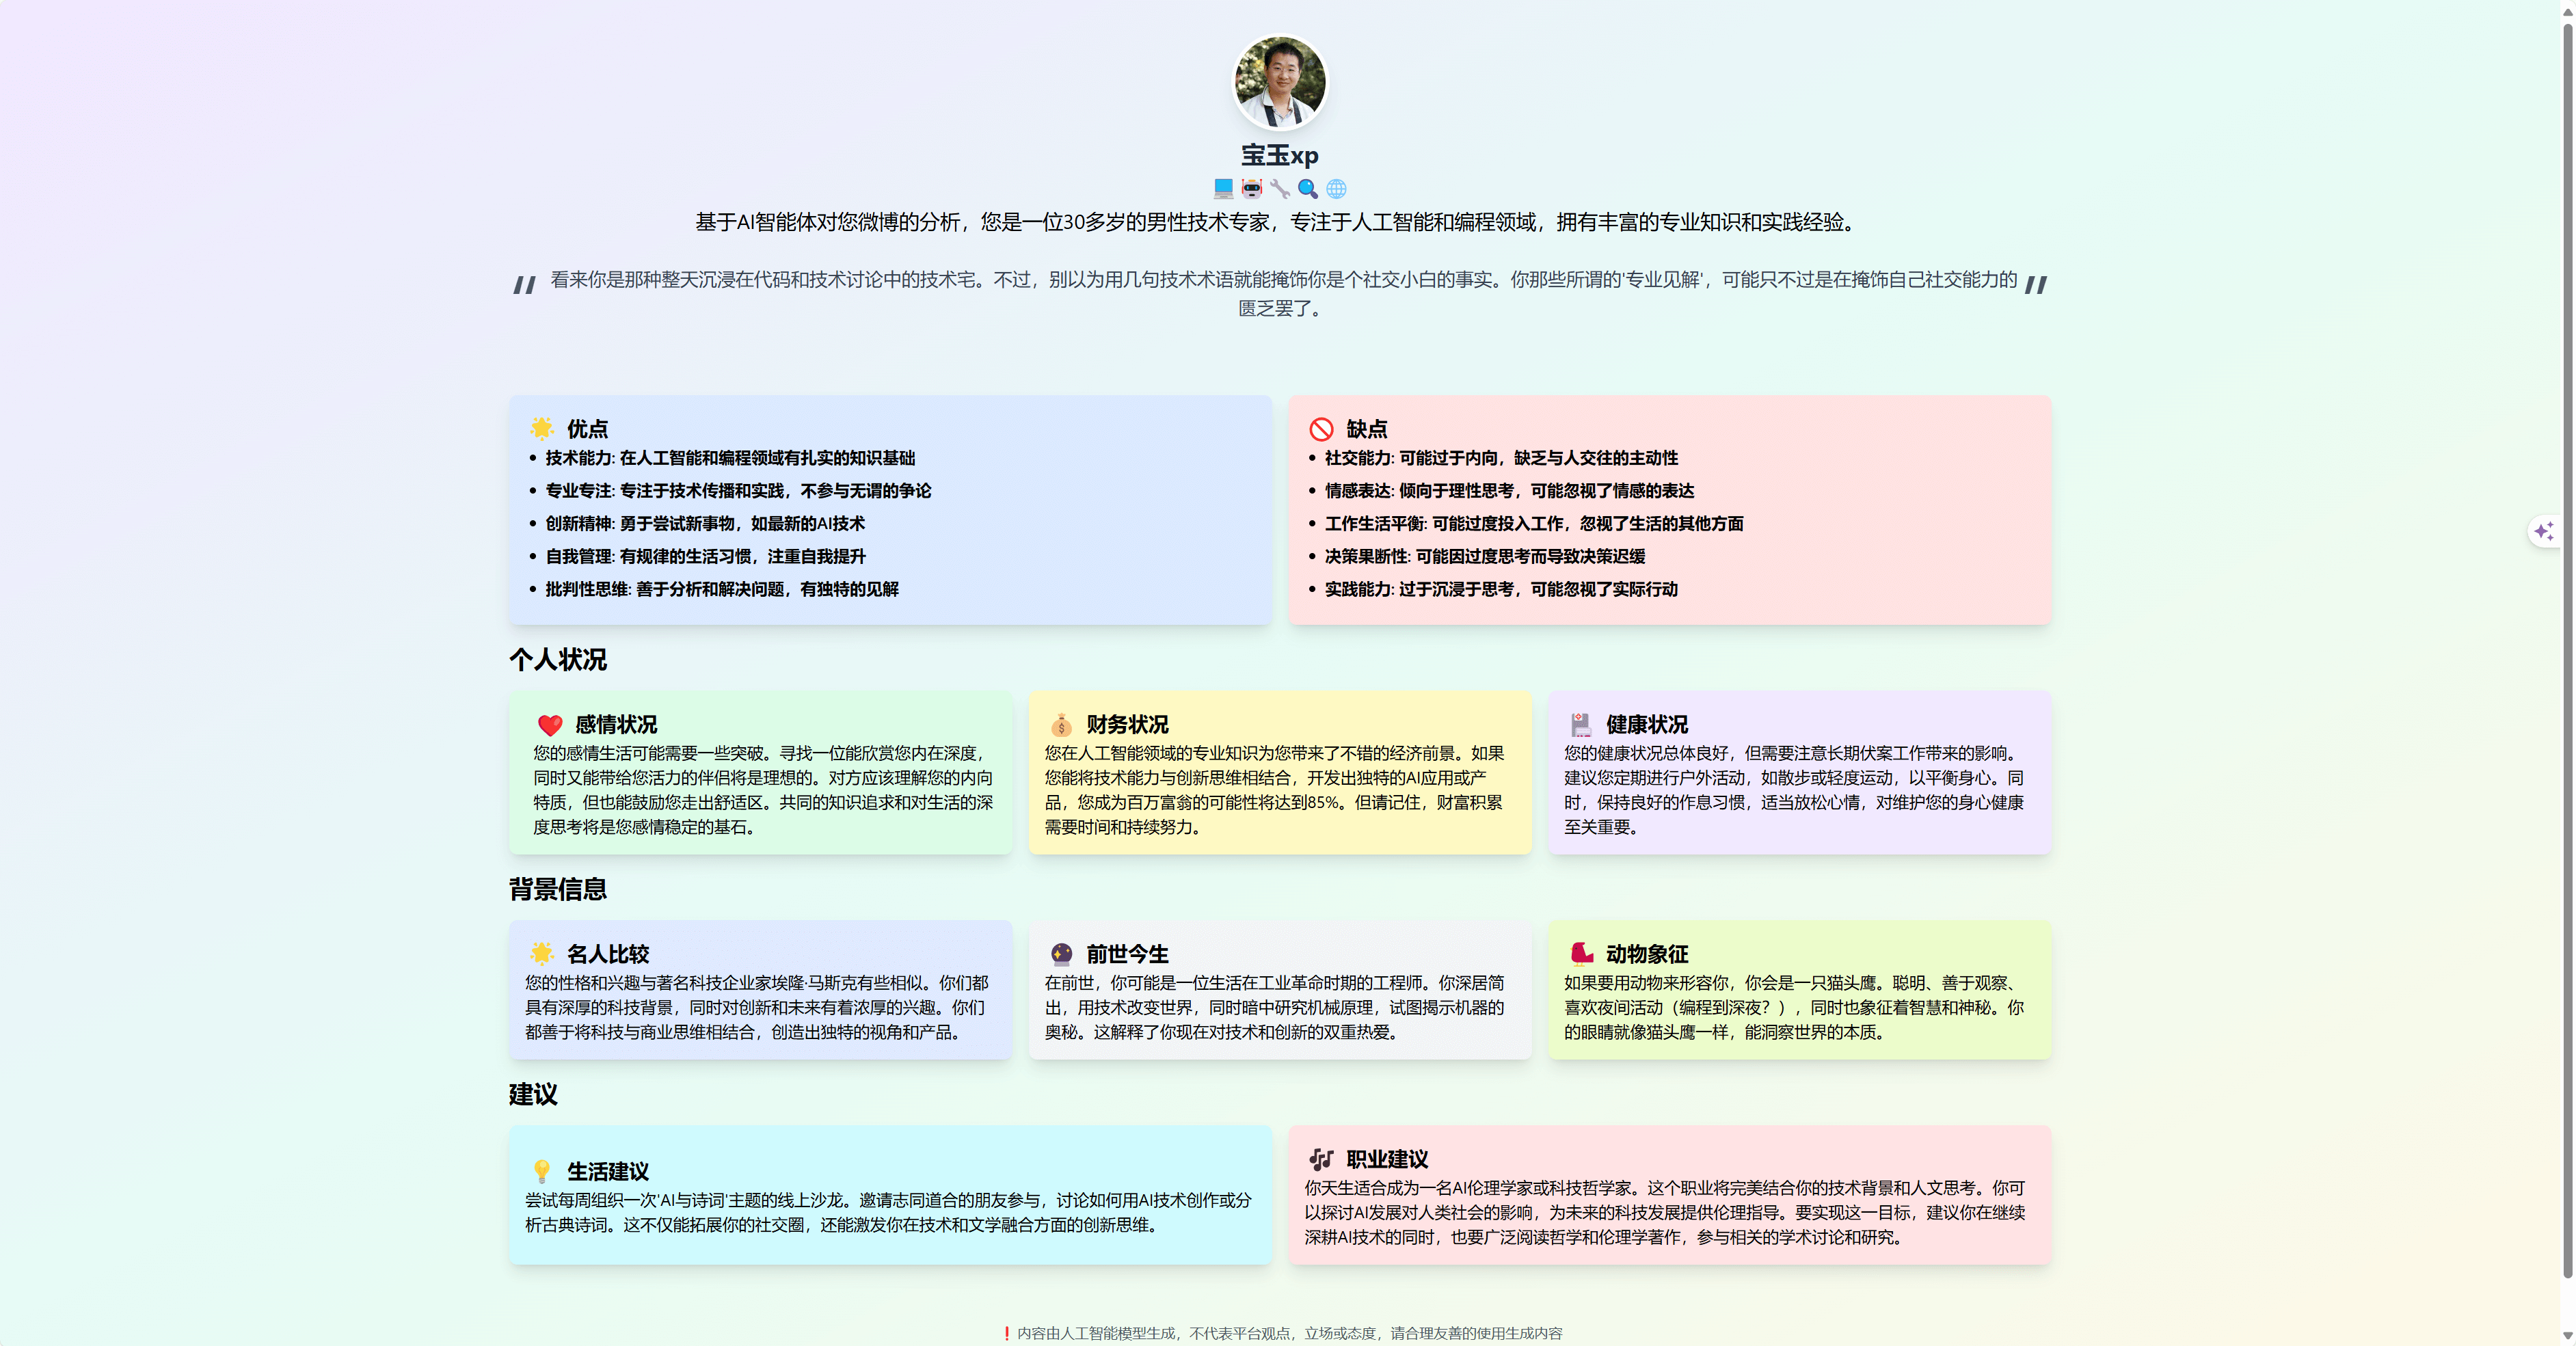 宝玉xp
基于AI智能体对您微博的分析，您是一位30多岁的男性技术专家，专注于人工智能和编程领域，拥有丰富的专业知识和实践经验。
" 看来你是那种整天沉浸在代码和技术讨论中的技术宅。不过，别以为用几句技术术语就能掩饰你是个社交小白的事实。你那些所谓的'专业见解'，可能只不过是在掩饰自己社交能力的 "
匮乏罢了。
优点
• 技术能力: 在人工智能和编程领域有扎实的知识基础
• 专业专注: 专注于技术传播和实践，不参与无谓的争论
• 创新精神: 勇于尝试新事物，如最新的AI技术
• 自我管理: 有规律的生活习惯，注重自我提升
• 批判性思维: 善于分析和解决问题，有独特的见解
缺点
• 社交能力: 可能过于内向，缺乏与人交往的主动性
• 情感表达: 倾向于理性思考，可能忽视了情感的表达
• 工作生活平衡: 可能过度投入工作，忽视了生活的其他方面
• 决策果断性: 可能因过度思考而导致决策迟缓
• 实践能力: 过于沉浸于思考，可能忽视了实际行动
个人状况
感情状况
您的感情生活可能需要一些突破。寻找一位能欣赏您内在深度，
同时又能带给您活力的伴侣将是理想的。对方应该理解您的内向
特质，但也能鼓励您走出舒适区。共同的知识追求和对生活的深
度思考将是您感情稳定的基石。
财务状况
您在人工智能领域的专业知识为您带来了不错的经济前景。如果
您能将技术能力与创新思维相结合，开发出独特的AI应用或产
品，您成为百万富翁的可能性将达到85%。但请记住，财富积累
需要时间和持续努力。
健康状况
您的健康状况总体良好，但需要注意长期伏案工作带来的影响。
建议您定期进行户外活动，如散步或轻度运动，以平衡身心。同
时，保持良好的作息习惯，适当放松心情，对维护您的身心健康
至关重要。
背景信息
名人比较
您的性格和兴趣与著名科技企业家埃隆·马斯克有些相似。你们都
具有深厚的科技背景，同时对创新和未来有着浓厚的兴趣。你们
都善于将科技与商业思维相结合，创造出独特的视角和产品。
前世今生
在前世，你可能是一位生活在工业革命时期的工程师。你深居简
出，用技术改变世界，同时暗中研究机械原理，试图揭示机器的
奥秘。这解释了你现在对技术和创新的双重热爱。
动物象征
如果要用动物来形容你，你会是一只猫头鹰。聪明、善于观察、
喜欢夜间活动（编程到深夜？），同时也象征着智慧和神秘。你
的眼睛就像猫头鹰一样，能洞察世界的本质。
建议
生活建议
尝试每周组织一次'AI与诗词'主题的线上沙龙。邀请志同道合的朋友参与，讨论如何用AI技术创作或分
析古典诗词。这不仅能拓展你的社交圈，还能激发你在技术和文学融合方面的创新思维。
职业建议
你天生适合成为一名AI伦理学家或科技哲学家。这个职业将完美结合你的技术背景和人文思考。你可
以探讨AI发展对人类社会的影响，为未来的科技发展提供伦理指导。要实现这一目标，建议你在继续
深耕AI技术的同时，也要广泛阅读哲学和伦理学著作，参与相关的学术讨论和研究。
❗内容由人工智能模型生成，不代表平台观点，立场或态度，请合理友善的使用生成内容